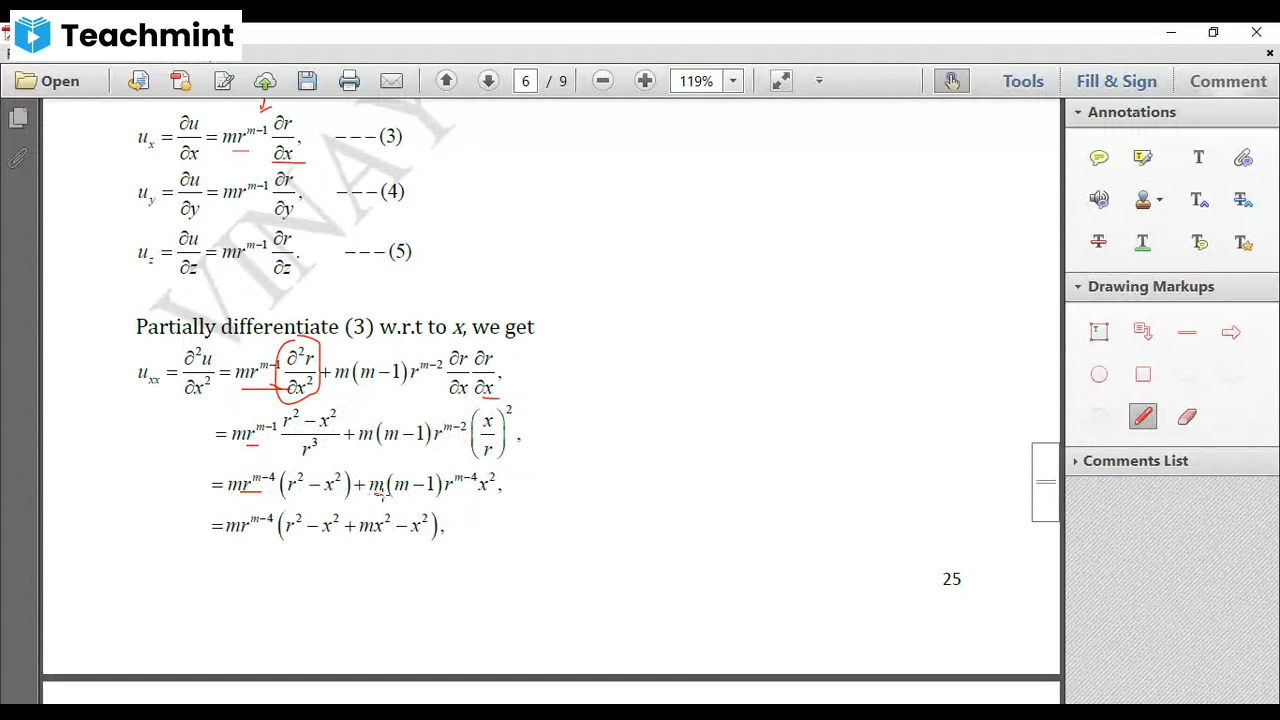 Teachmint
Open
6 / 9
119%
Tools
Fill & Sign
Comment
Annotations
Drawing Markups
Comments List
VINAY
u_x = ∂u/∂x = mr^{m−1} ∂r/∂x, −−−(3)
u_y = ∂u/∂y = mr^{m−1} ∂r/∂y, −−−(4)
u_z = ∂u/∂z = mr^{m−1} ∂r/∂z. −−−(5)
Partially differentiate (3) w.r.t to x, we get
u_{xx} = ∂²u/∂x² = mr^{m−1} ∂²r/∂x² + m(m−1)r^{m−2} ∂r/∂x ∂r/∂x,
= mr^{m−1} (r² − x²)/r³ + m(m−1)r^{m−2} (x/r)²,
= mr^{m−4}(r² − x²) + m(m−1)r^{m−4}x²,
= mr^{m−4}(r² − x² + mx² − x²),
25